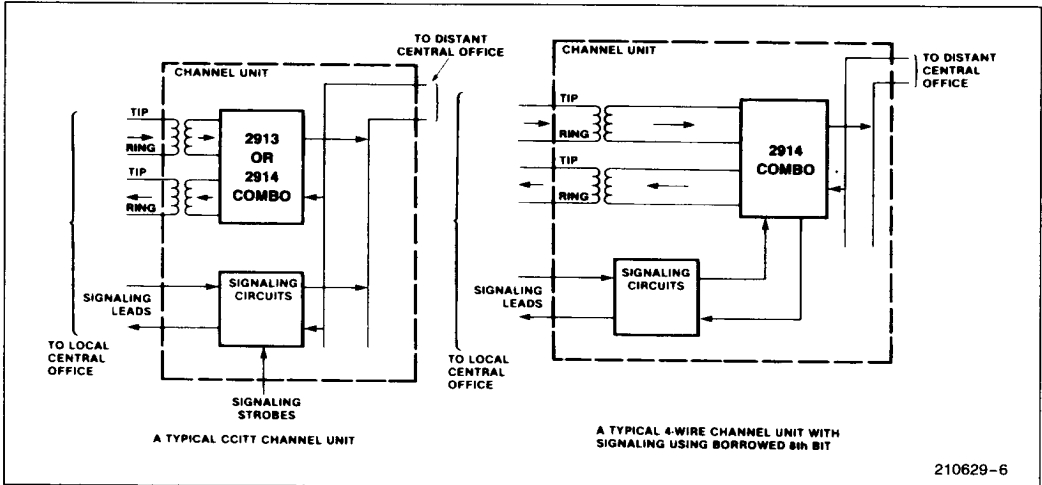 TO DISTANT
CENTRAL OFFICE
CHANNEL UNIT
TIP
RING
TIP
RING
2913
OR
2914
COMBO
SIGNALING
LEADS
SIGNALING
CIRCUITS
TO LOCAL
CENTRAL
OFFICE
SIGNALING
STROBES
A TYPICAL CCITT CHANNEL UNIT
CHANNEL UNIT
TO DISTANT
CENTRAL
OFFICE
TIP
RING
TIP
RING
2914
COMBO
SIGNALING
LEADS
SIGNALING
CIRCUITS
TO LOCAL
CENTRAL
OFFICE
A TYPICAL 4-WIRE CHANNEL UNIT WITH
SIGNALING USING BORROWED 8th BIT
210629-6